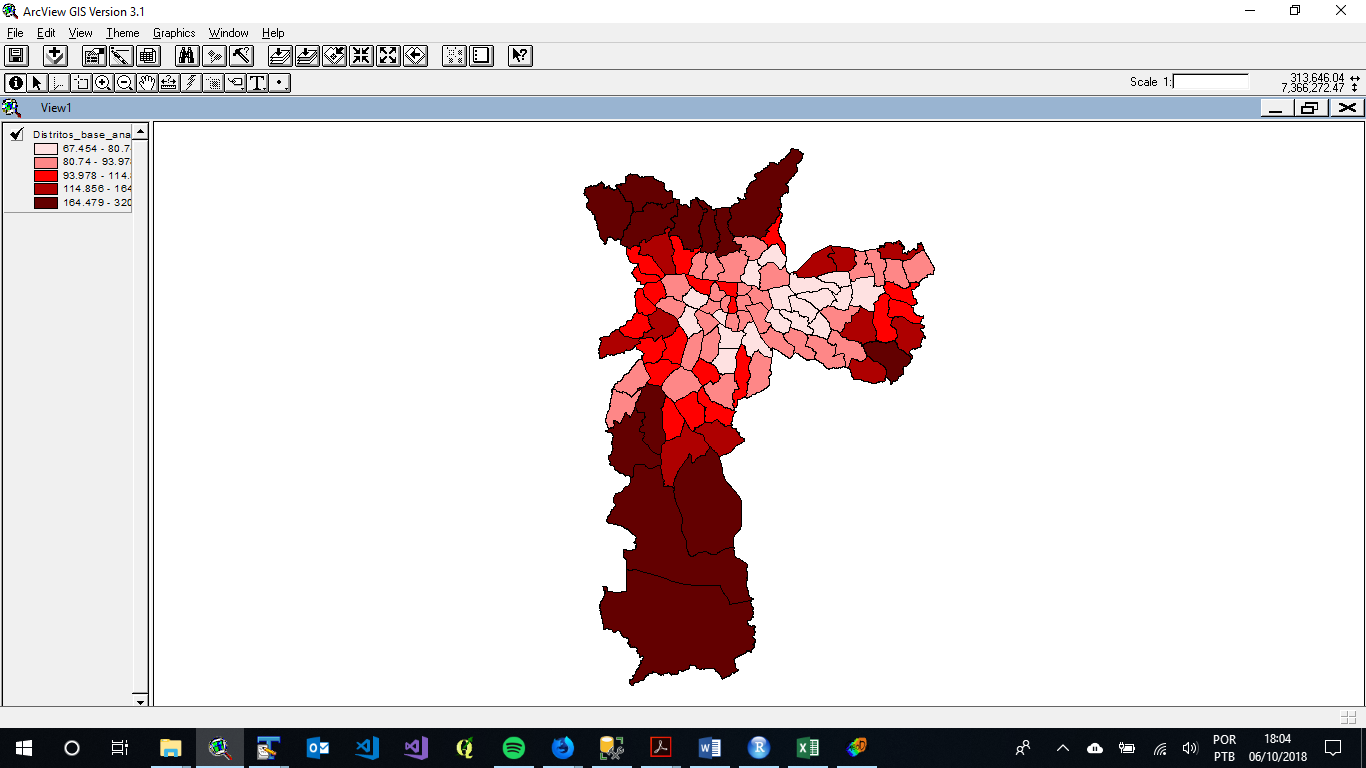 ArcView GIS Version 3.1
File Edit View Theme Graphics Window Help
Scale 1:
313,646.04
7,366,272.47
View1
Distritos_base_ana
67.454 - 80.7
80.74 - 93.978
93.978 - 114.8
114.856 - 164
164.479 - 320
POR
PTB
18:04
06/10/2018